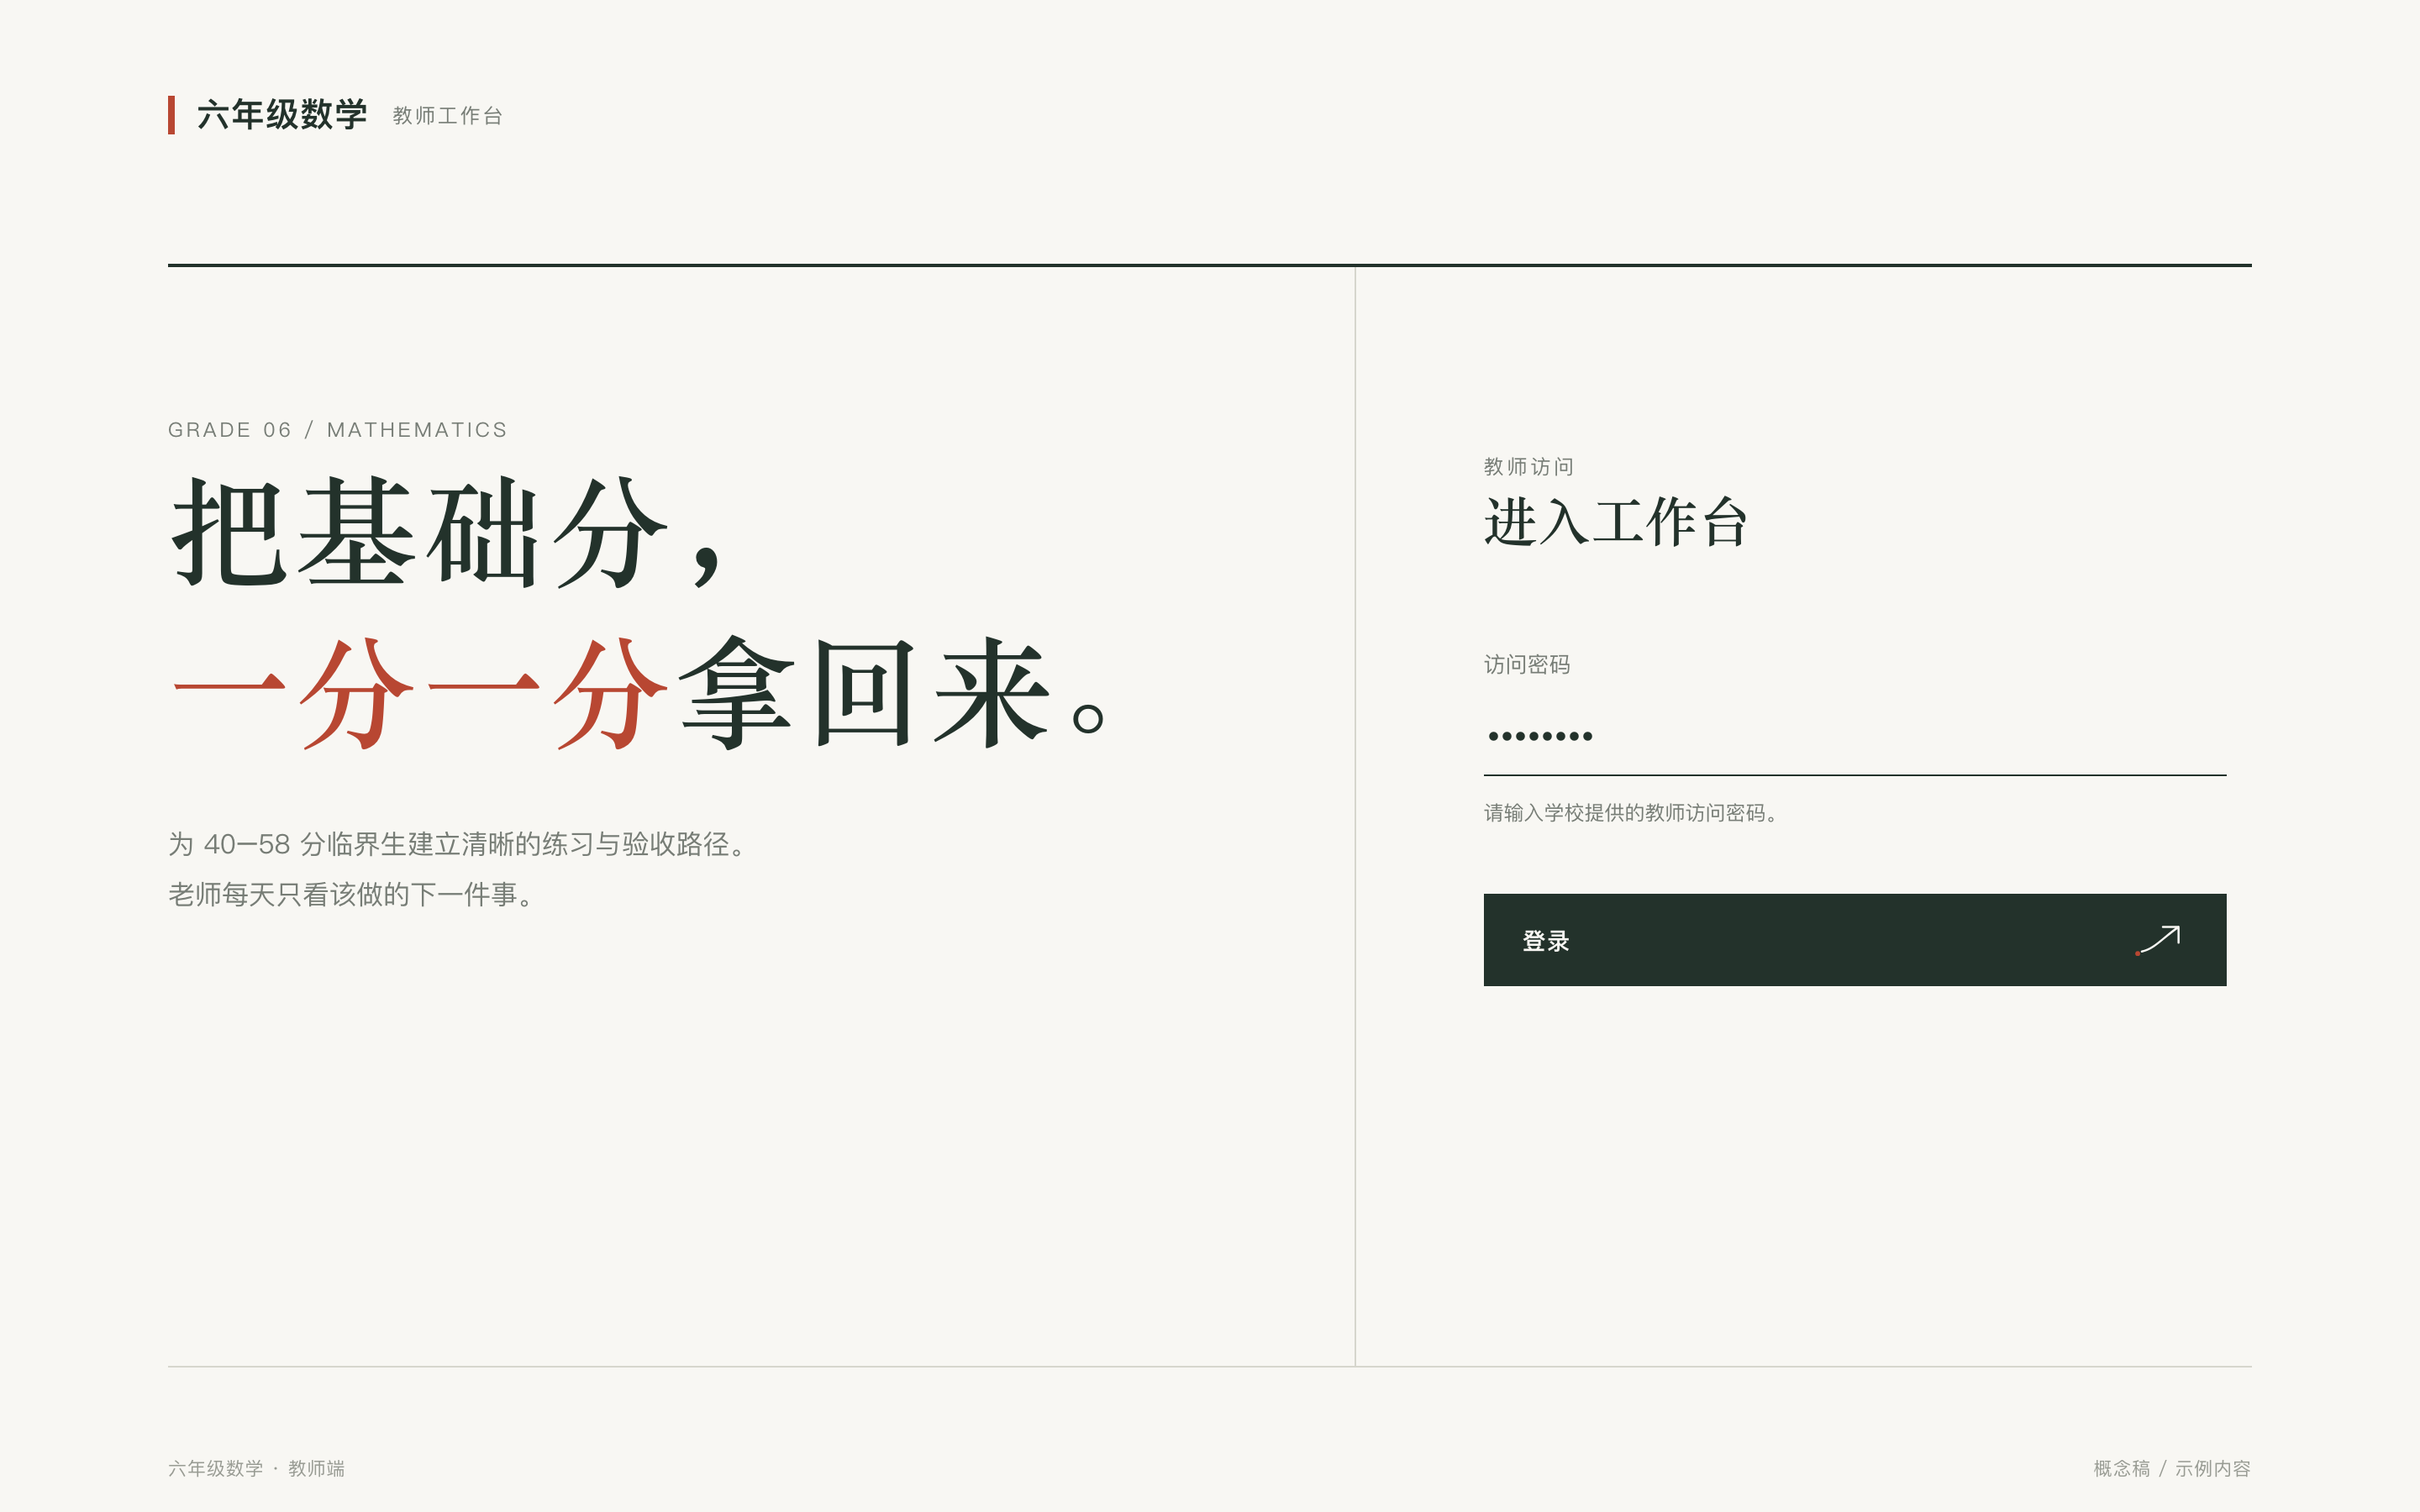 六年级数学 教师工作台
GRADE 06 / MATHEMATICS
把基础分，
一分一分拿回来。
为 40—58 分临界生建立清晰的练习与验收路径。
老师每天只看该做的下一件事。
教师访问
进入工作台
访问密码
••••••••
请输入学校提供的教师访问密码。
登录
六年级数学 · 教师端
概念稿 / 示例内容